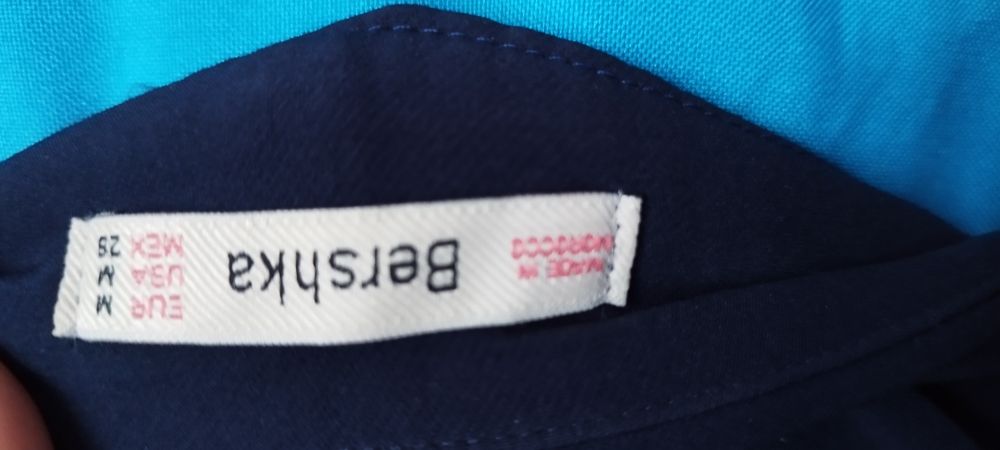 MADE IN
MOROCCO
Bershka
EUR M
USA M
MEX 28